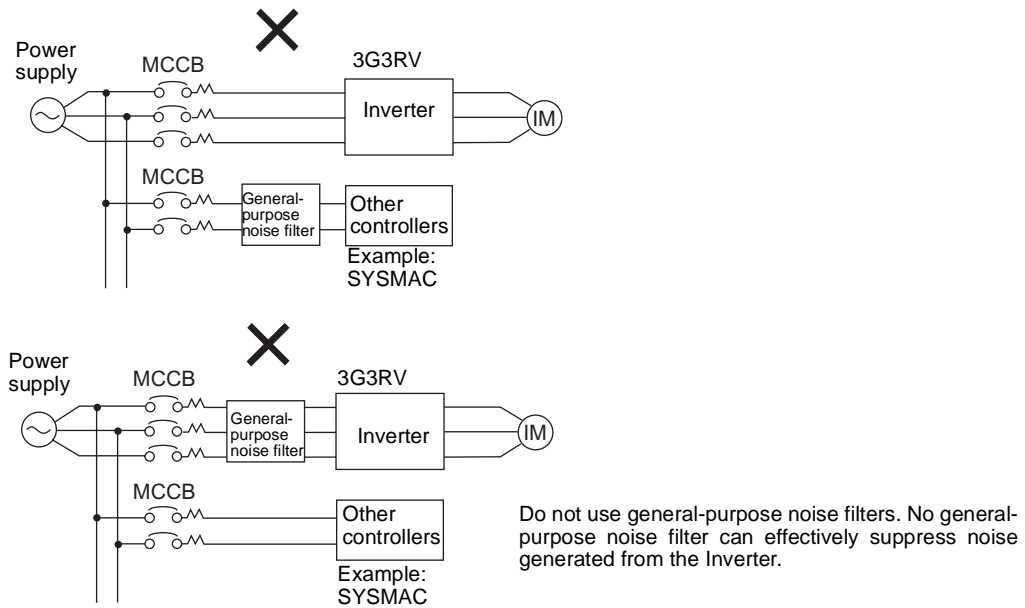 Power
supply
MCCB
3G3RV
Inverter
IM
MCCB
General-
purpose
noise filter
Other
controllers
Example:
SYSMAC
Power
supply
MCCB
3G3RV
General-
purpose
noise filter
Inverter
IM
MCCB
Other
controllers
Example:
SYSMAC
Do not use general-purpose noise filters. No general-
purpose noise filter can effectively suppress noise
generated from the Inverter.